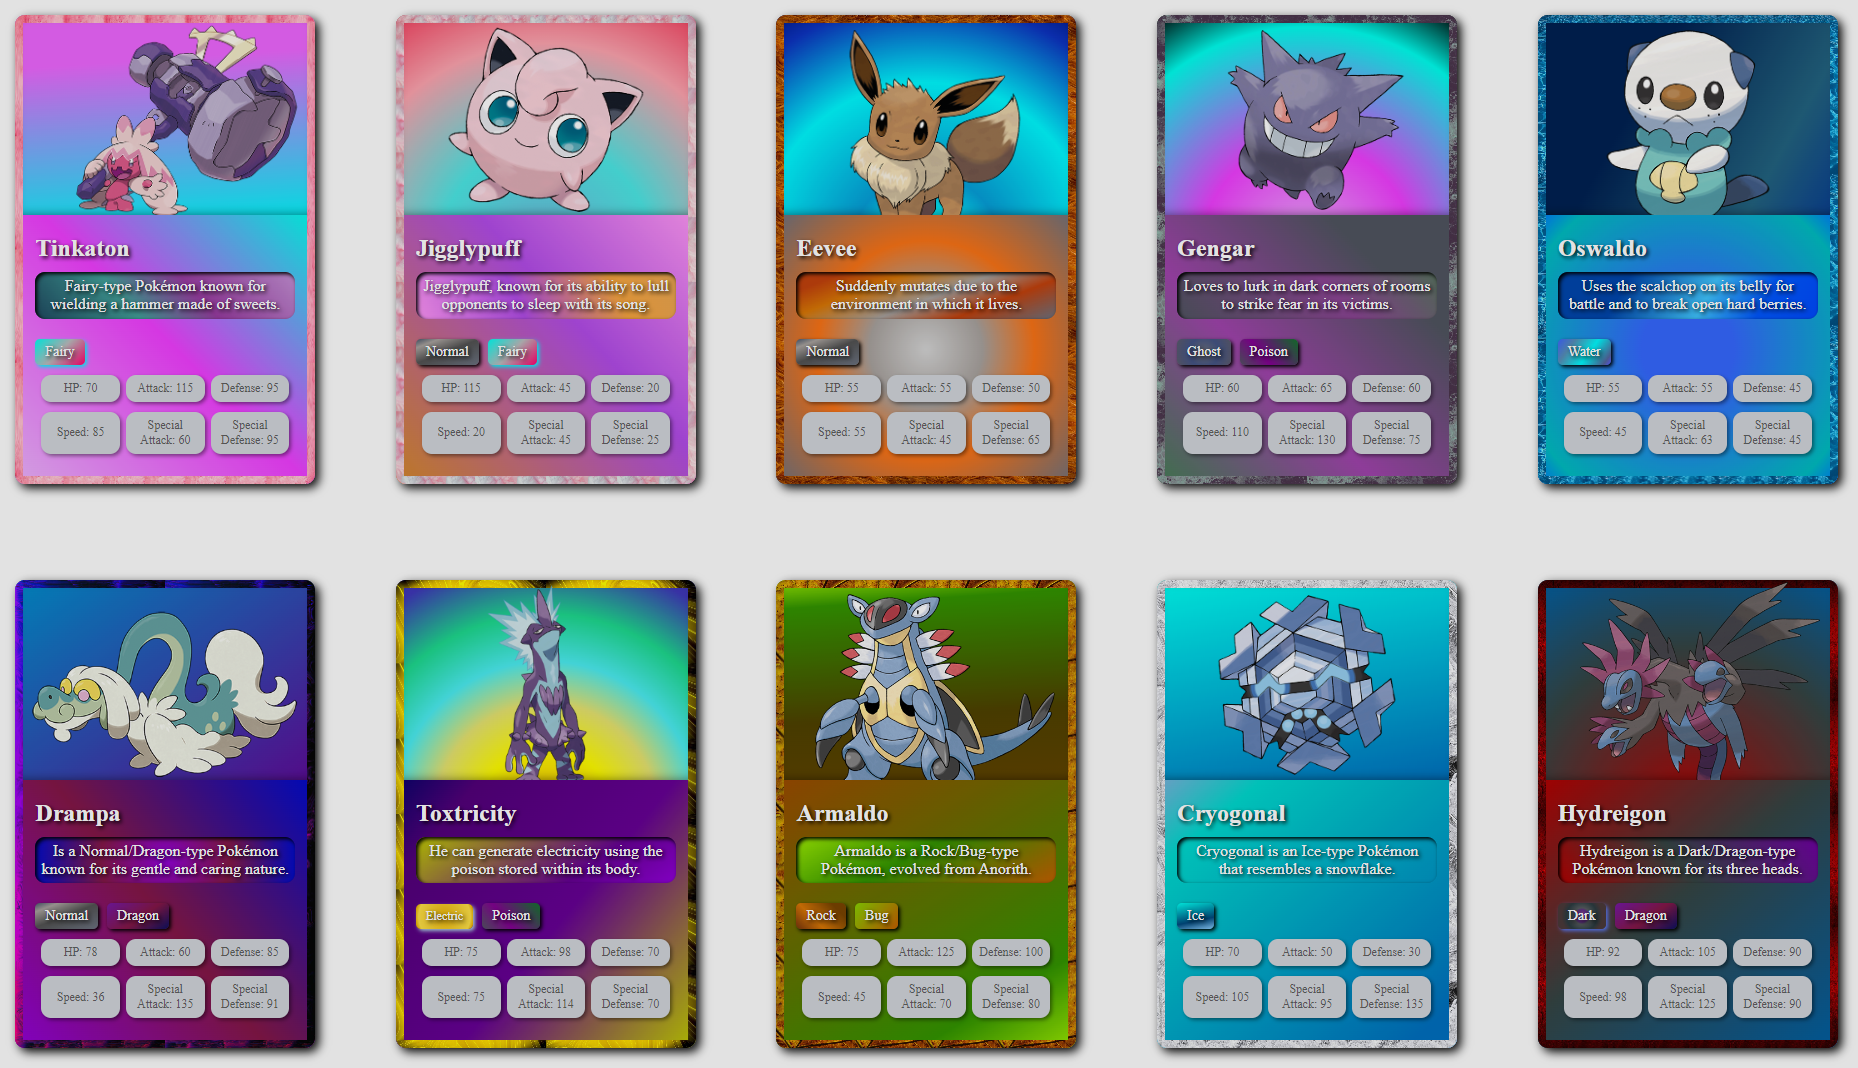 Tinkaton
Fairy-type Pokémon known for
wielding a hammer made of sweets.
Fairy
HP: 70
Attack: 115
Defense: 95
Speed: 85
Special
Attack: 60
Special
Defense: 95
Jigglypuff
Jigglypuff, known for its ability to lull
opponents to sleep with its song.
Normal
Fairy
HP: 115
Attack: 45
Defense: 20
Speed: 20
Special
Attack: 45
Special
Defense: 25
Eevee
Suddenly mutates due to the
environment in which it lives.
Normal
HP: 55
Attack: 55
Defense: 50
Speed: 55
Special
Attack: 45
Special
Defense: 65
Gengar
Loves to lurk in dark corners of rooms
to strike fear in its victims.
Ghost
Poison
HP: 60
Attack: 65
Defense: 60
Speed: 110
Special
Attack: 130
Special
Defense: 75
Oswaldo
Uses the scalchop on its belly for
battle and to break open hard berries.
Water
HP: 55
Attack: 55
Defense: 45
Speed: 45
Special
Attack: 63
Special
Defense: 45
Drampa
Is a Normal/Dragon-type Pokémon
known for its gentle and caring nature.
Normal
Dragon
HP: 78
Attack: 60
Defense: 85
Speed: 36
Special
Attack: 135
Special
Defense: 91
Toxtricity
He can generate electricity using the
poison stored within its body.
Electric
Poison
HP: 75
Attack: 98
Defense: 70
Speed: 75
Special
Attack: 114
Special
Defense: 70
Armaldo
Armaldo is a Rock/Bug-type
Pokémon, evolved from Anorith.
Rock
Bug
HP: 75
Attack: 125
Defense: 100
Speed: 45
Special
Attack: 70
Special
Defense: 80
Cryogonal
Cryogonal is an Ice-type Pokémon
that resembles a snowflake.
Ice
HP: 70
Attack: 50
Defense: 30
Speed: 105
Special
Attack: 95
Special
Defense: 135
Hydreigon
Hydreigon is a Dark/Dragon-type
Pokémon known for its three heads.
Dark
Dragon
HP: 92
Attack: 105
Defense: 90
Speed: 98
Special
Attack: 125
Special
Defense: 90